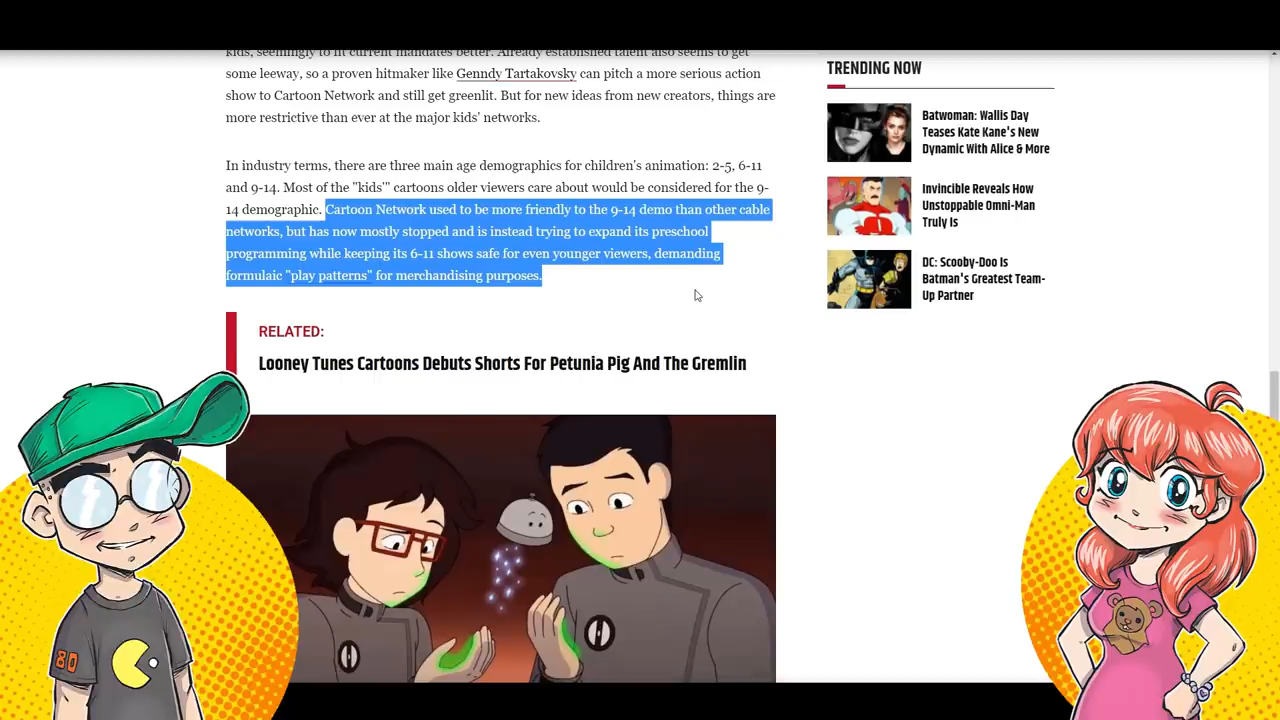 kids, seemingly to fit current mandates better. Already established talent also seems to get
some leeway, so a proven hitmaker like Genndy Tartakovsky can pitch a more serious action
show to Cartoon Network and still get greenlit. But for new ideas from new creators, things are
more restrictive than ever at the major kids' networks.
In industry terms, there are three main age demographics for children's animation: 2-5, 6-11
and 9-14. Most of the "kids'" cartoons older viewers care about would be considered for the 9-
14 demographic. Cartoon Network used to be more friendly to the 9-14 demo than other cable
networks, but has now mostly stopped and is instead trying to expand its preschool
programming while keeping its 6-11 shows safe for even younger viewers, demanding
formulaic "play patterns" for merchandising purposes.
RELATED:
Looney Tunes Cartoons Debuts Shorts For Petunia Pig And The Gremlin
TRENDING NOW
Batwoman: Wallis Day
Teases Kate Kane's New
Dynamic With Alice & More
Invincible Reveals How
Unstoppable Omni-Man
Truly Is
DC: Scooby-Doo Is
Batman's Greatest Team-
Up Partner
80